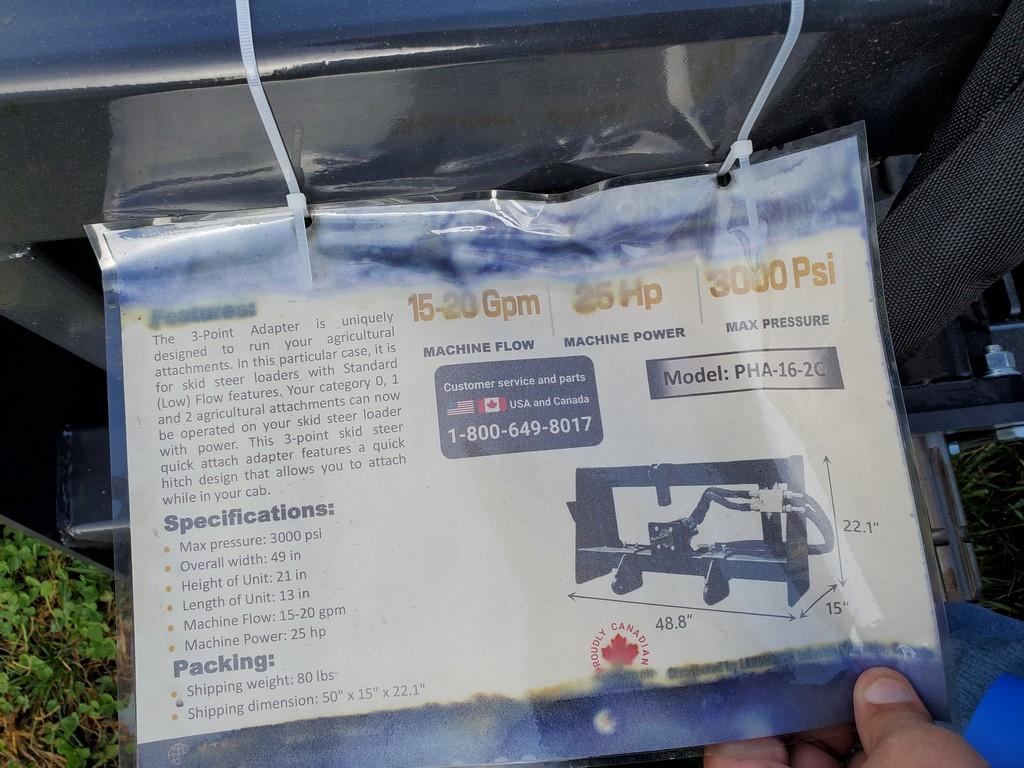 Features!
The 3-Point Adapter is uniquely
designed to run your agricultural
attachments. In this particular case, it is
for skid steer loaders with Standard
(Low) Flow features. Your category 0, 1
and 2 agricultural attachments can now
be operated on your skid steer loader
with power. This 3-point skid steer
quick attach adapter features a quick
hitch design that allows you to attach
while in your cab.
Specifications:
• Max pressure: 3000 psi
• Overall width: 49 in
• Height of Unit: 21 in
• Length of Unit: 13 in
• Machine Flow: 15-20 gpm
• Machine Power: 25 hp
Packing:
• Shipping weight: 80 lbs
• Shipping dimension: 50" x 15" x 22.1"
15-20 Gpm
MACHINE FLOW
25 Hp
MACHINE POWER
3000 Psi
MAX PRESSURE
Customer service and parts
USA and Canada
1-800-649-8017
Model: PHA-16-2C
22.1"
15"
48.8"
PROUDLY CANADIAN
Distributed by LANDHONOR